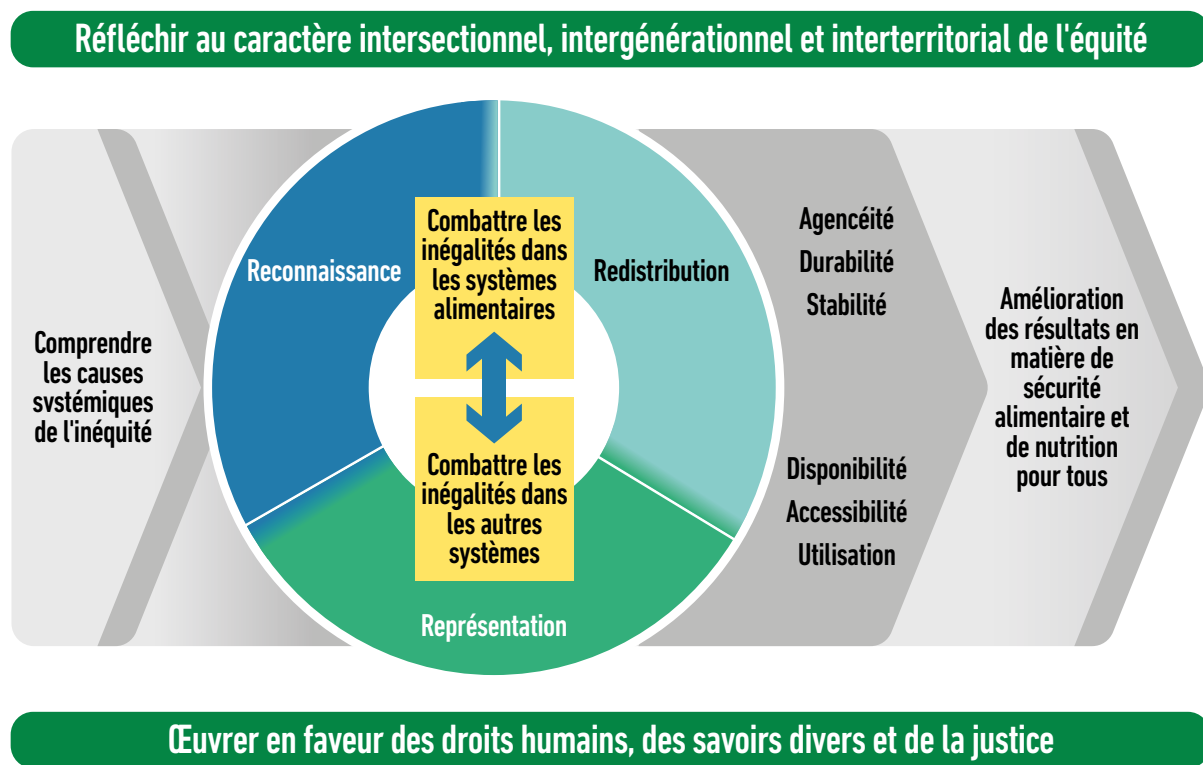 Réfléchir au caractère intersectionnel, intergénérationnel et interterritorial de l'équité
Comprendre
les causes
svstémiques
de l'inéquité
Reconnaissance
Combattre les
inégalités dans
les systèmes
alimentaires
Redistribution
Combattre les
inégalités dans
les autres
systèmes
Représentation
Agencéité
Durabilité
Stabilité
Disponibilité
Accessibilité
Utilisation
Amélioration
des résultats en
matière de
sécurité
alimentaire et
de nutrition
pour tous
Œuvrer en faveur des droits humains, des savoirs divers et de la justice